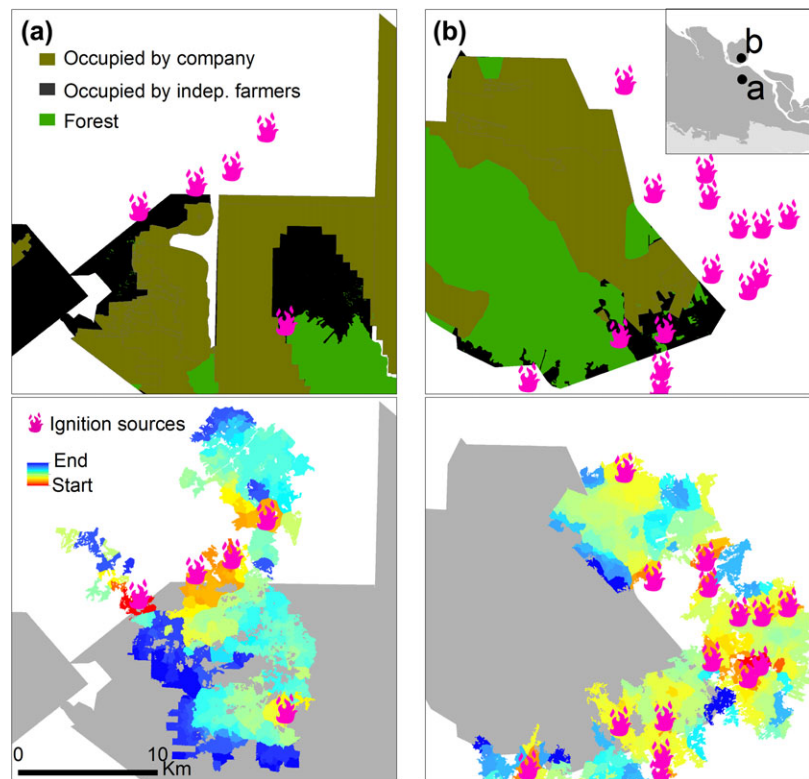 (a)
Occupied by company
Occupied by indep. farmers
Forest
(b)
b
a
Ignition sources
End
Start
0 10
Km